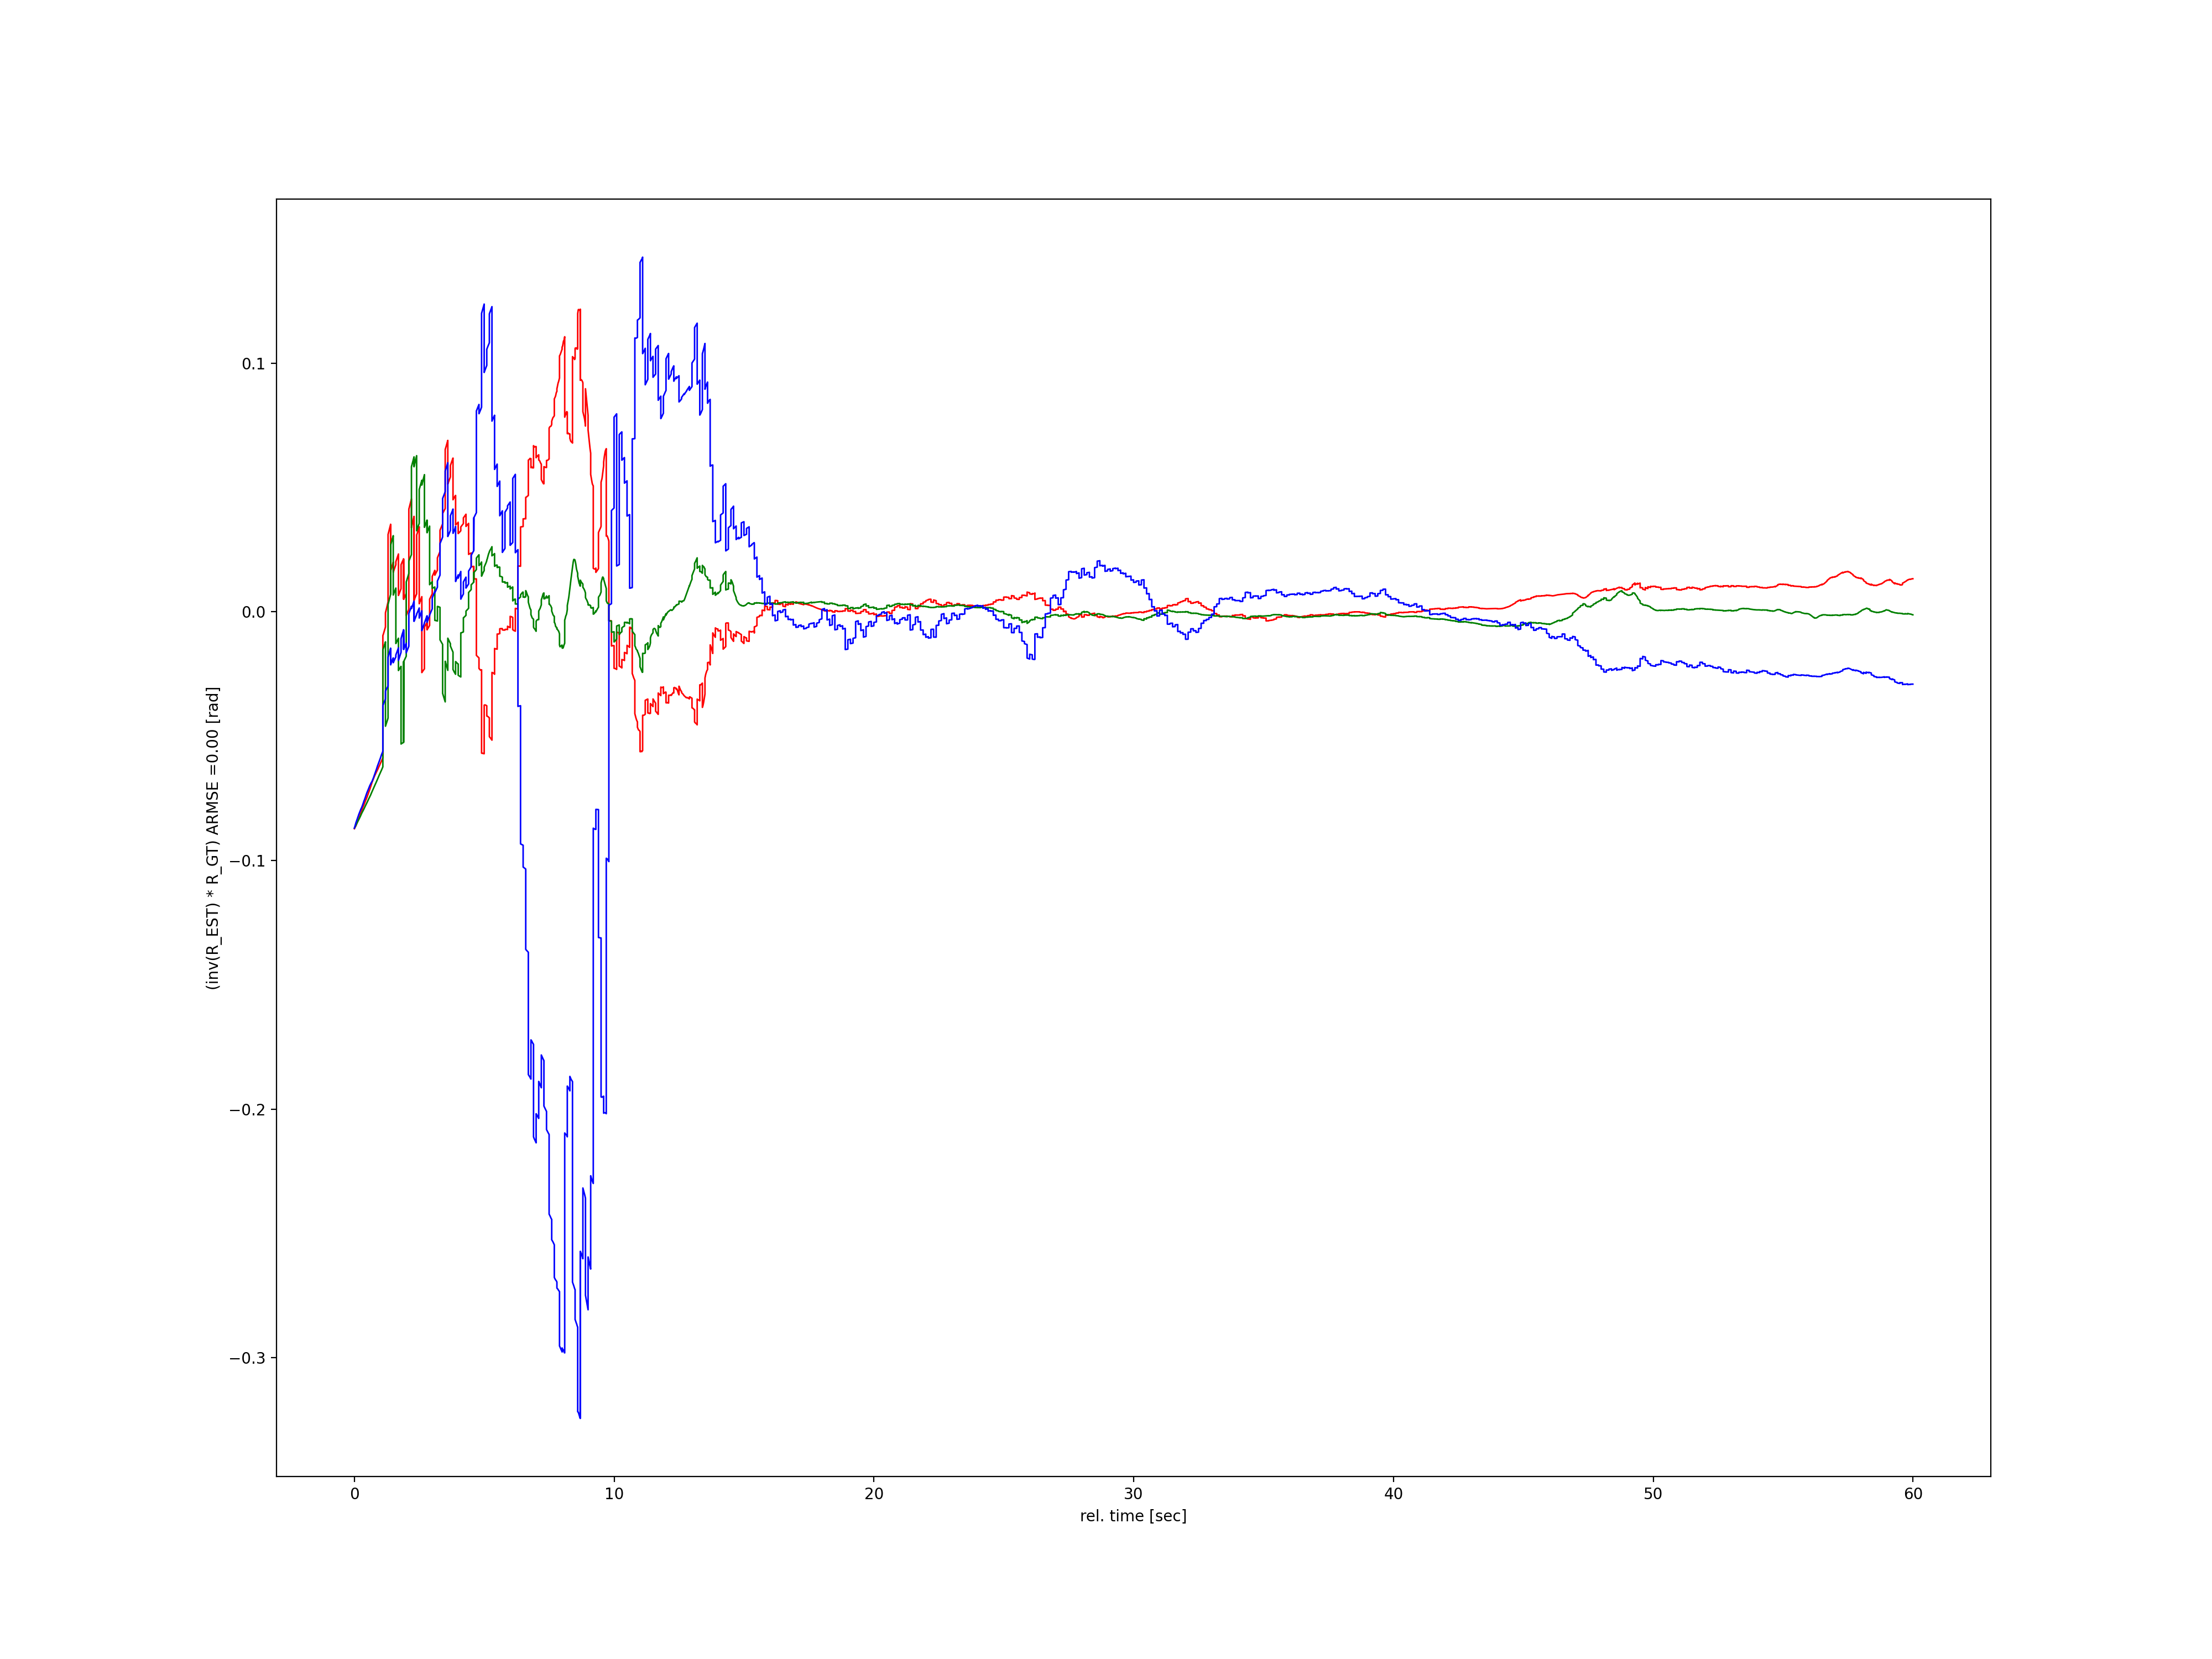 0.1
0.0
−0.1
−0.2
−0.3
(inv(R_EST) * R_GT) ARMSE =0.00 [rad]
0 10 20 30 40 50 60
rel. time [sec]